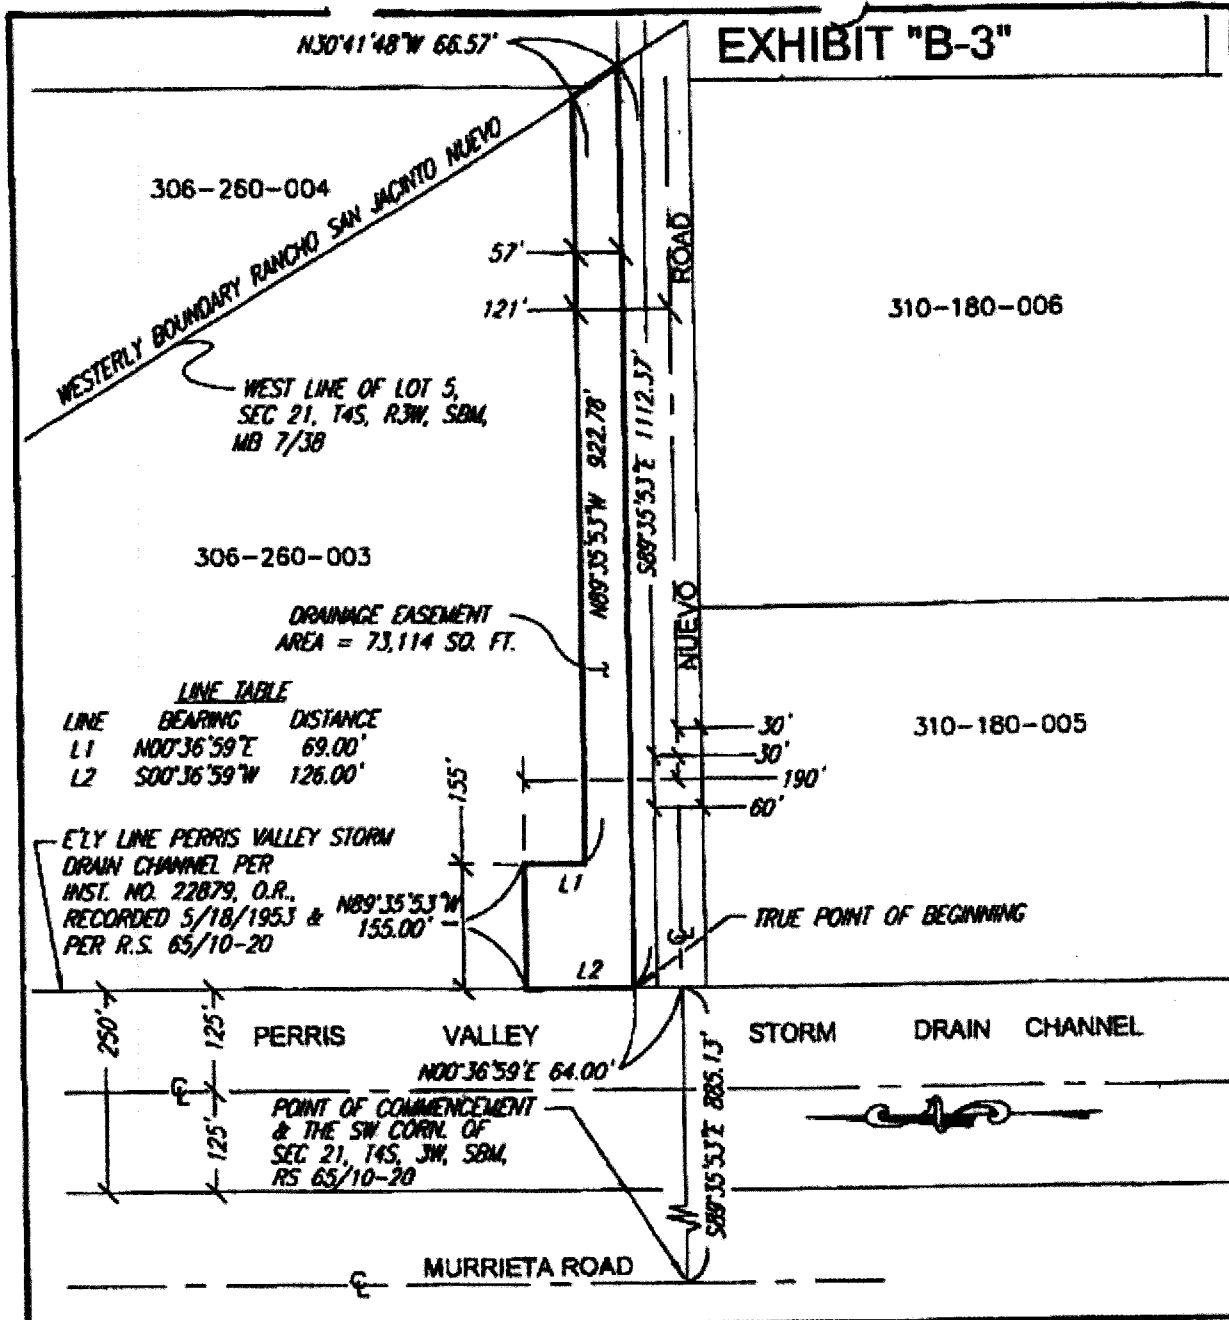 EXHIBIT "B-3"
N30°41'48"W 66.57'
306-260-004
WESTERLY BOUNDARY RANCHO SAN JACINTO NUEVO
57'
121'
ROAD
310-180-006
WEST LINE OF LOT 5,
SEC 21, T4S, R3W, SBM,
MB 7/38
N89°35'53"W 922.78'
S89°35'53"E 1112.37'
306-260-003
DRAINAGE EASEMENT
AREA = 73,114 SQ. FT.
NUEVO
LINE TABLE
LINE BEARING DISTANCE
L1 N00°36'59"E 69.00'
L2 S00°36'59"W 126.00'
30'
30'
190'
60'
310-180-005
155'
E'LY LINE PERRIS VALLEY STORM
DRAIN CHANNEL PER
INST. NO. 22879, O.R.,
RECORDED 5/18/1953 &
PER R.S. 65/10-20
N89°35'53"W
155.00'
L1
L2
TRUE POINT OF BEGINNING
250'
125'
125'
PERRIS VALLEY STORM DRAIN CHANNEL
N00°36'59"E 64.00'
POINT OF COMMENCEMENT
& THE SW CORN. OF
SEC 21, T4S, 3W, SBM,
RS 65/10-20
S89°35'53"E 885.13'
MURRIETA ROAD